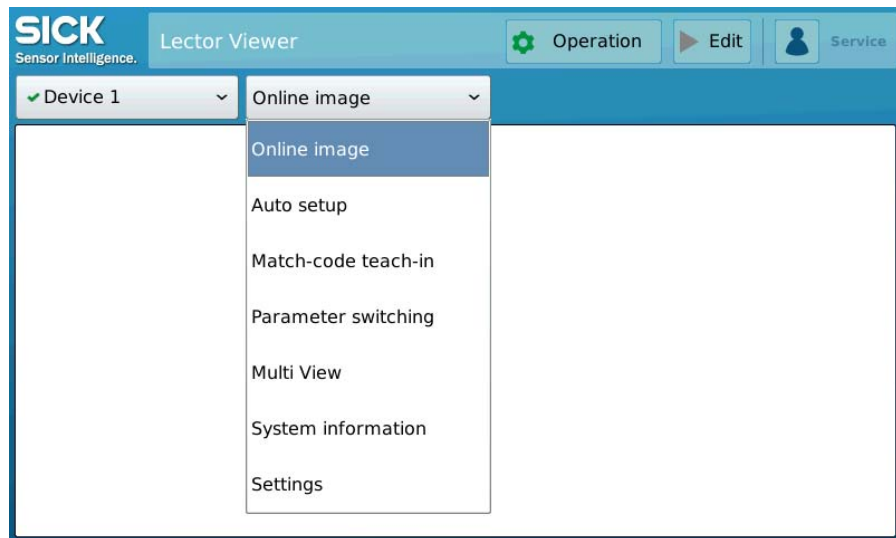 SICK
Sensor Intelligence.
Lector Viewer
Operation
Edit
Service
Device 1
Online image
Online image
Auto setup
Match-code teach-in
Parameter switching
Multi View
System information
Settings